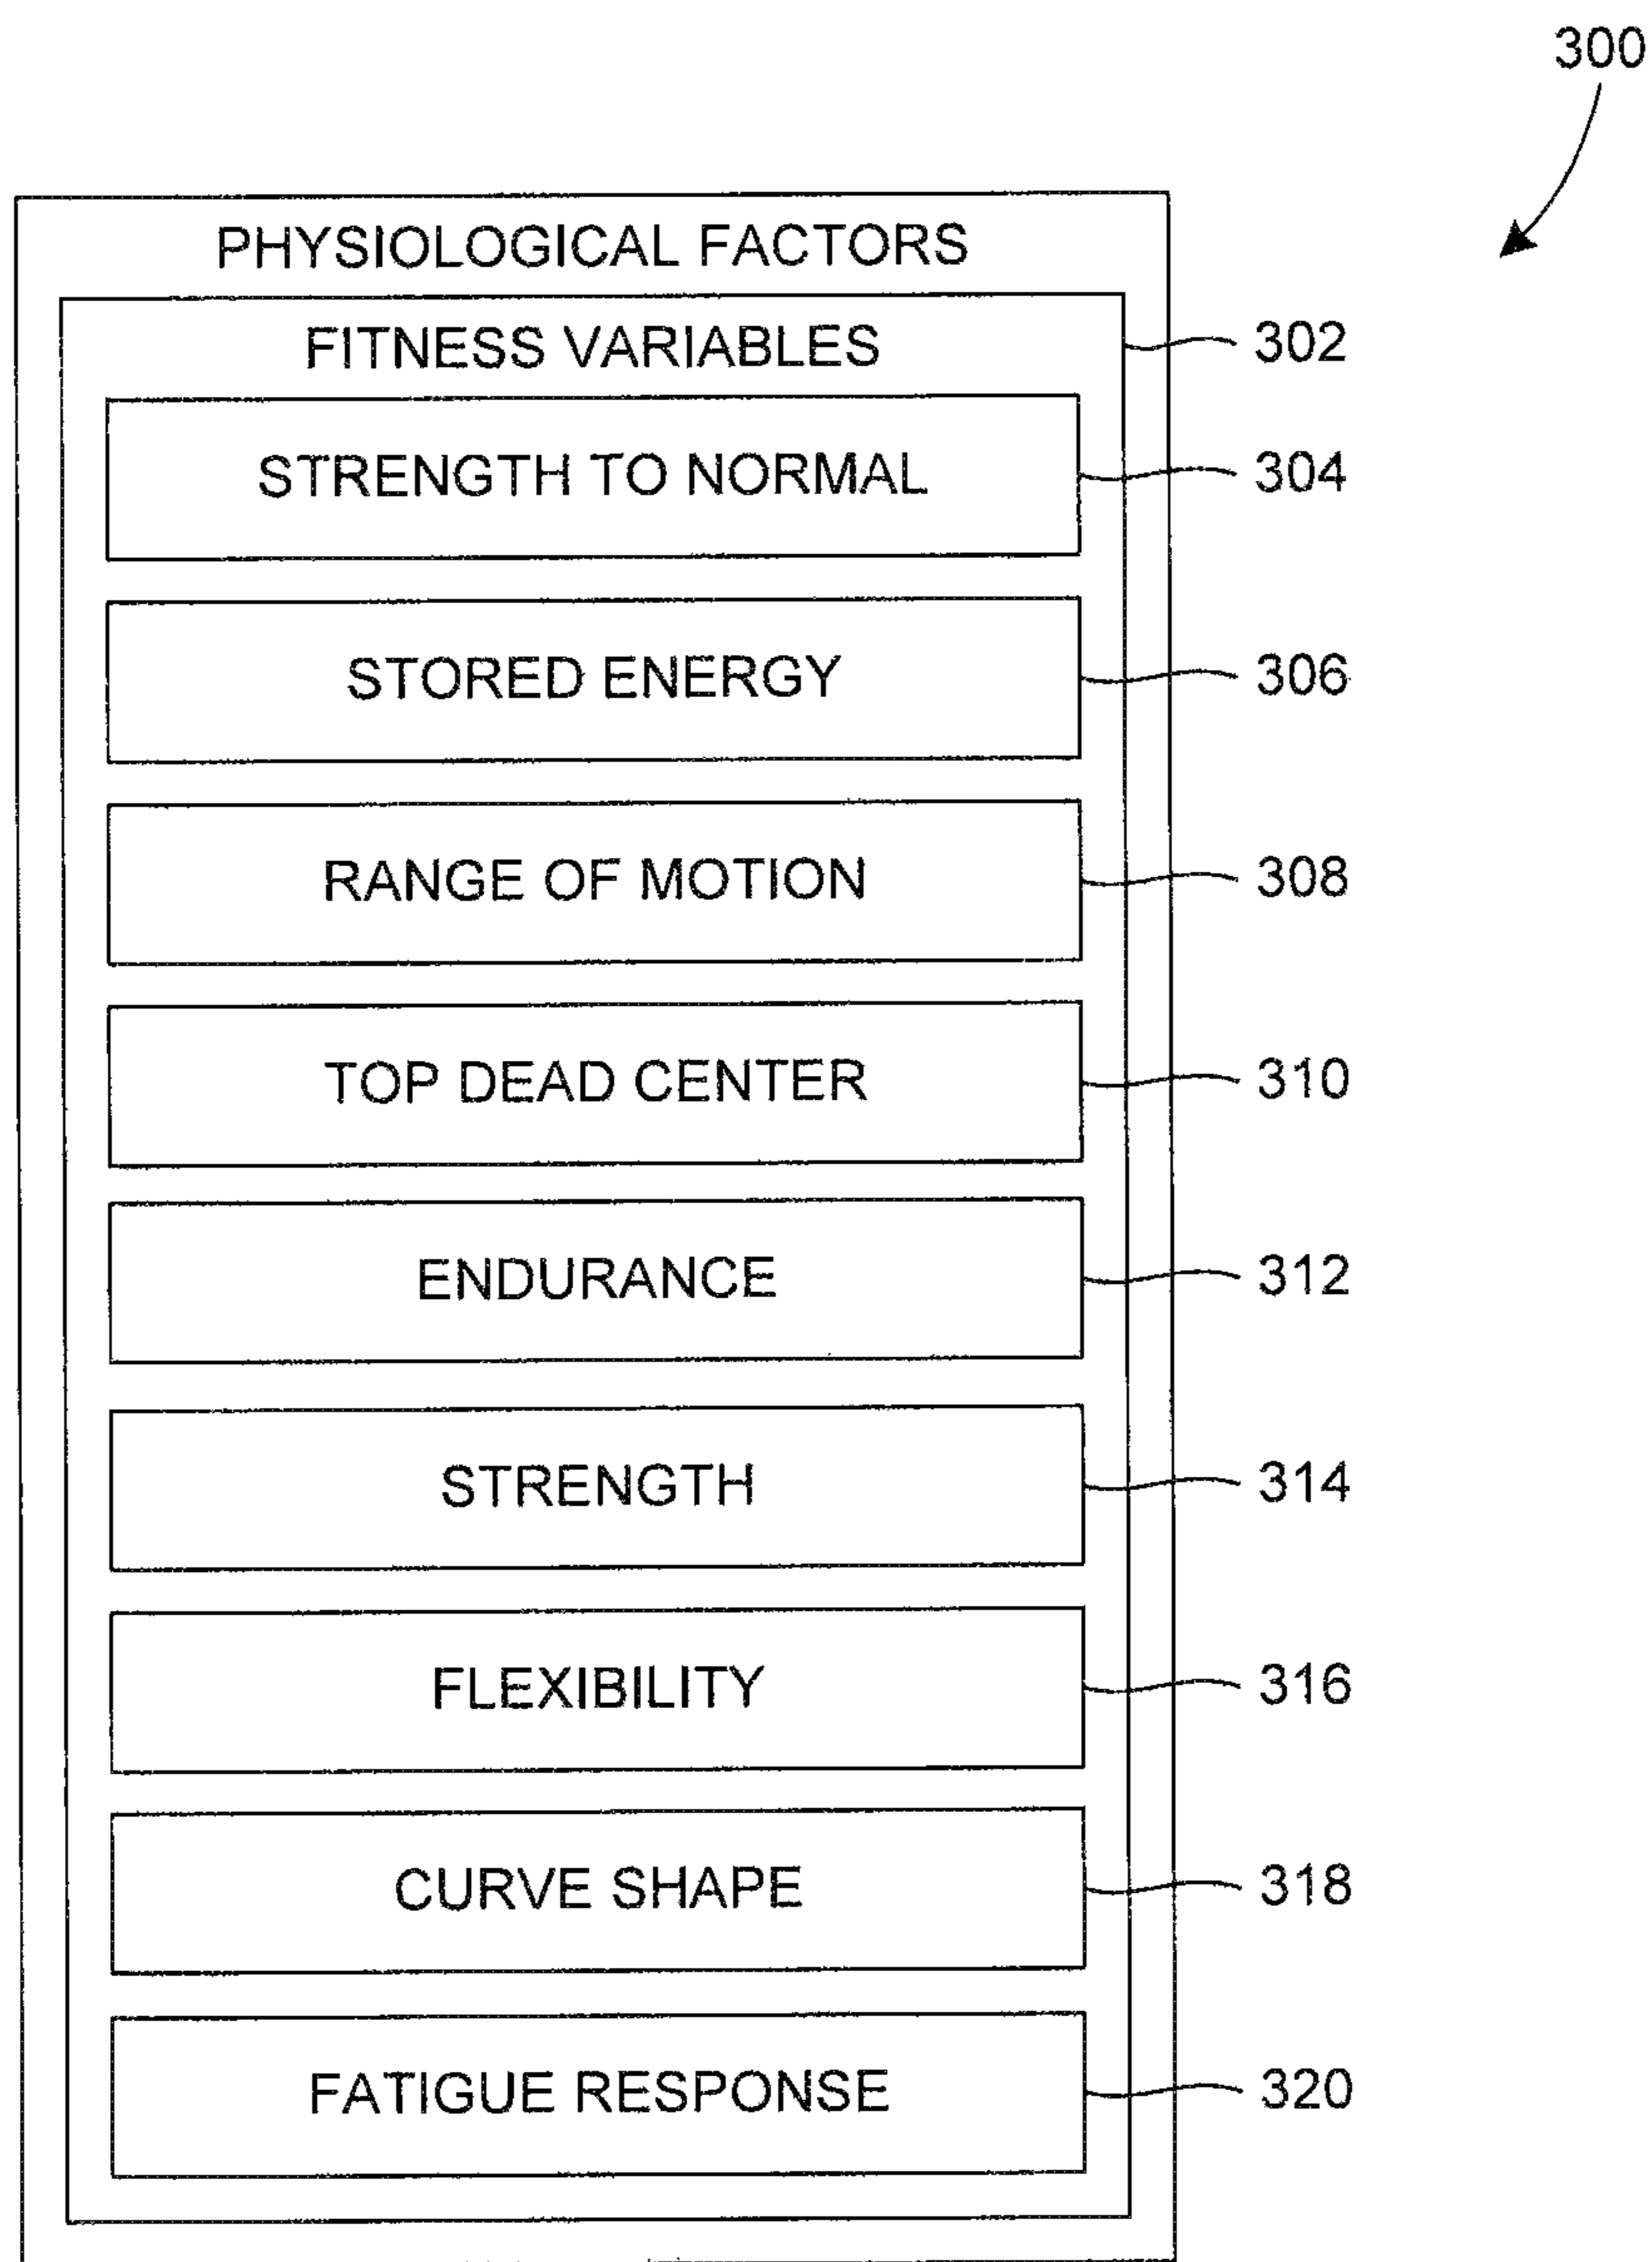 300
PHYSIOLOGICAL FACTORS
FITNESS VARIABLES
302
STRENGTH TO NORMAL
304
STORED ENERGY
306
RANGE OF MOTION
308
TOP DEAD CENTER
310
ENDURANCE
312
STRENGTH
314
FLEXIBILITY
316
CURVE SHAPE
318
FATIGUE RESPONSE
320